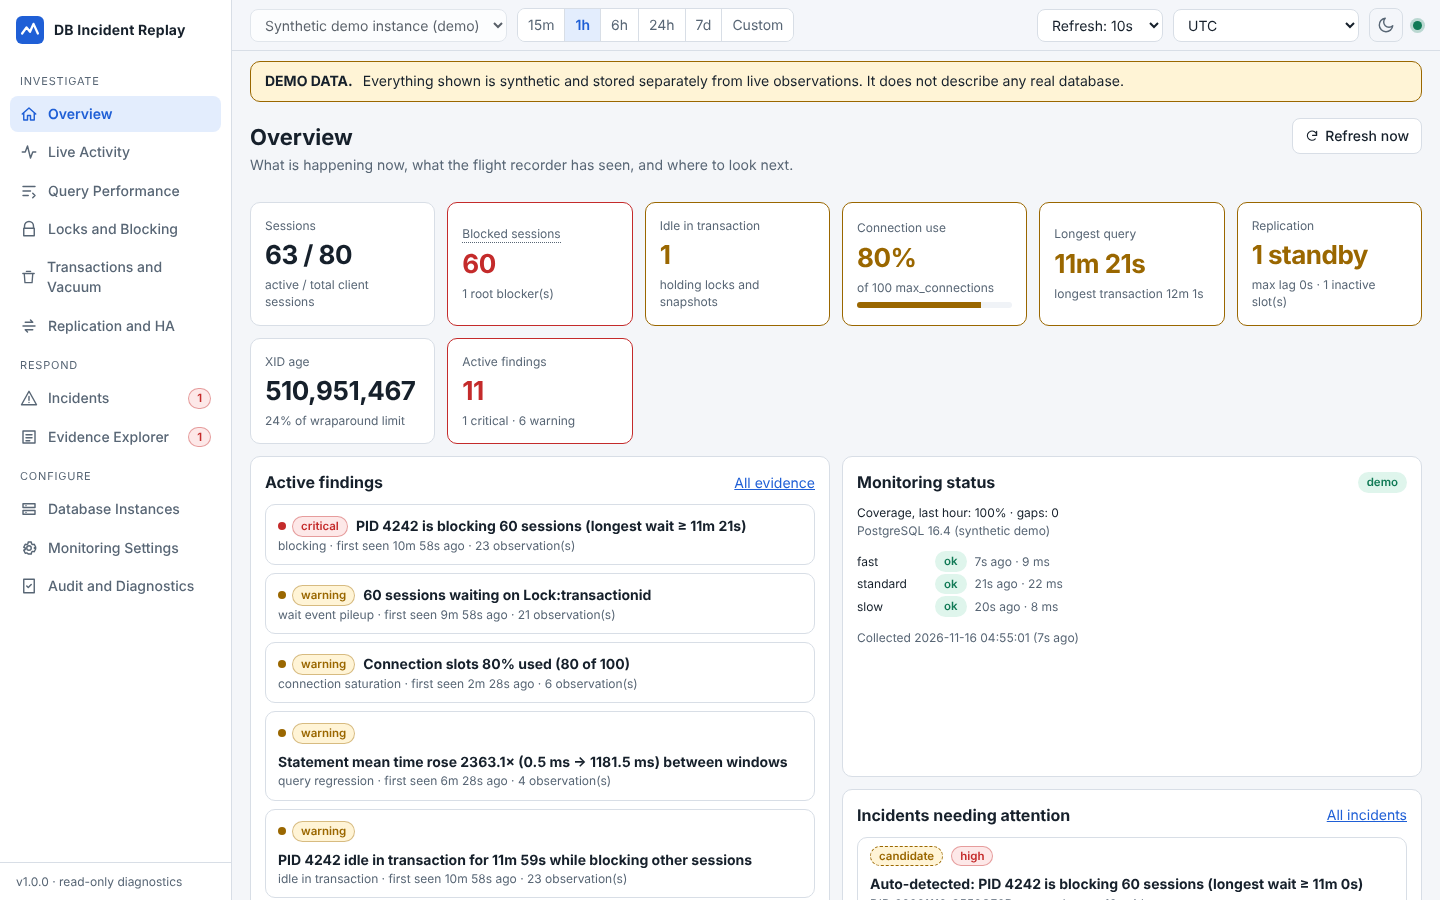 DB Incident Replay
INVESTIGATE
Overview
Live Activity
Query Performance
Locks and Blocking
Transactions and
Vacuum
Replication and HA
RESPOND
Incidents 1
Evidence Explorer 1
CONFIGURE
Database Instances
Monitoring Settings
Audit and Diagnostics
v1.0.0 · read-only diagnostics
Synthetic demo instance (demo) 15m 1h 6h 24h 7d Custom Refresh: 10s UTC
DEMO DATA. Everything shown is synthetic and stored separately from live observations. It does not describe any real database.
Overview
Refresh now
What is happening now, what the flight recorder has seen, and where to look next.
Sessions
63 / 80
active / total client
sessions
Blocked sessions
60
1 root blocker(s)
Idle in transaction
1
holding locks and
snapshots
Connection use
80%
of 100 max_connections
Longest query
11m 21s
longest transaction 12m 1s
Replication
1 standby
max lag 0s · 1 inactive
slot(s)
XID age
510,951,467
24% of wraparound limit
Active findings
11
1 critical · 6 warning
Active findings All evidence
critical PID 4242 is blocking 60 sessions (longest wait ≥ 11m 21s)
blocking · first seen 10m 58s ago · 23 observation(s)
warning 60 sessions waiting on Lock:transactionid
wait event pileup · first seen 9m 58s ago · 21 observation(s)
warning Connection slots 80% used (80 of 100)
connection saturation · first seen 2m 28s ago · 6 observation(s)
warning
Statement mean time rose 2363.1× (0.5 ms → 1181.5 ms) between windows
query regression · first seen 6m 28s ago · 4 observation(s)
warning
PID 4242 idle in transaction for 11m 59s while blocking other sessions
idle in transaction · first seen 10m 58s ago · 23 observation(s)
Monitoring status demo
Coverage, last hour: 100% · gaps: 0
PostgreSQL 16.4 (synthetic demo)
fast ok 7s ago · 9 ms
standard ok 21s ago · 22 ms
slow ok 20s ago · 8 ms
Collected 2026-11-16 04:55:01 (7s ago)
Incidents needing attention All incidents
candidate high
Auto-detected: PID 4242 is blocking 60 sessions (longest wait ≥ 11m 0s)